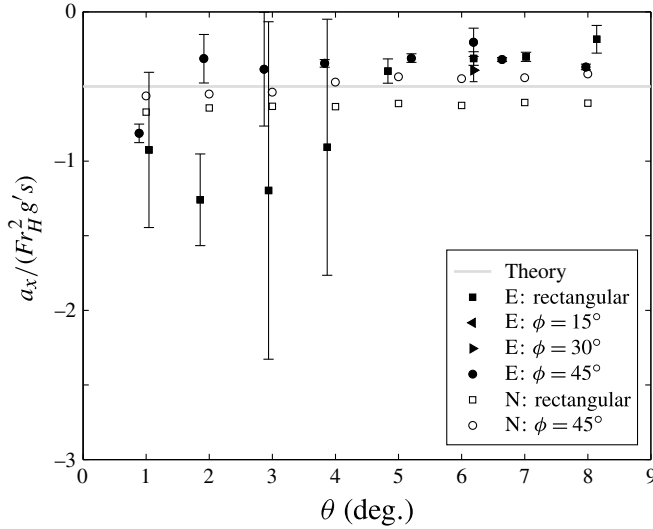 0
−1
−2
−3
a_x/(Fr_H^2 g′s)
0 1 2 3 4 5 6 7 8 9
θ (deg.)
Theory
E: rectangular
E: ϕ = 15°
E: ϕ = 30°
E: ϕ = 45°
N: rectangular
N: ϕ = 45°